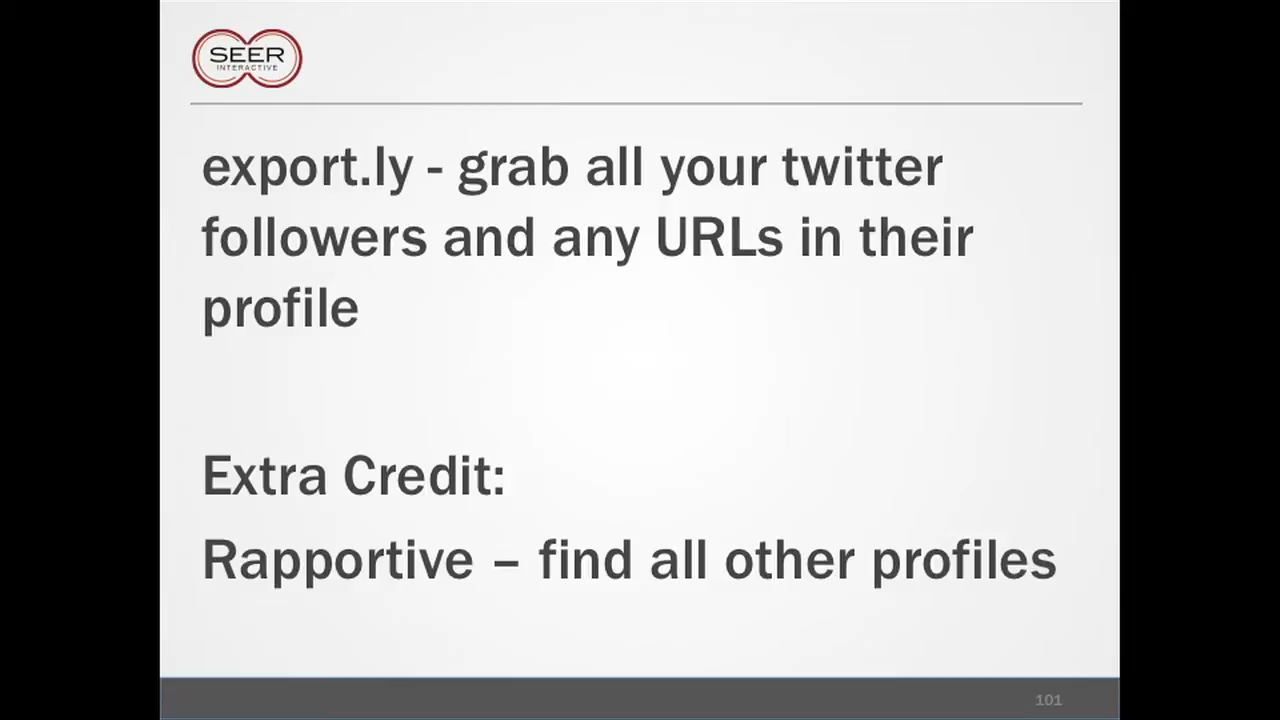 SEER
INTERACTIVE
export.ly - grab all your twitter
followers and any URLs in their
profile
Extra Credit:
Rapportive – find all other profiles
101